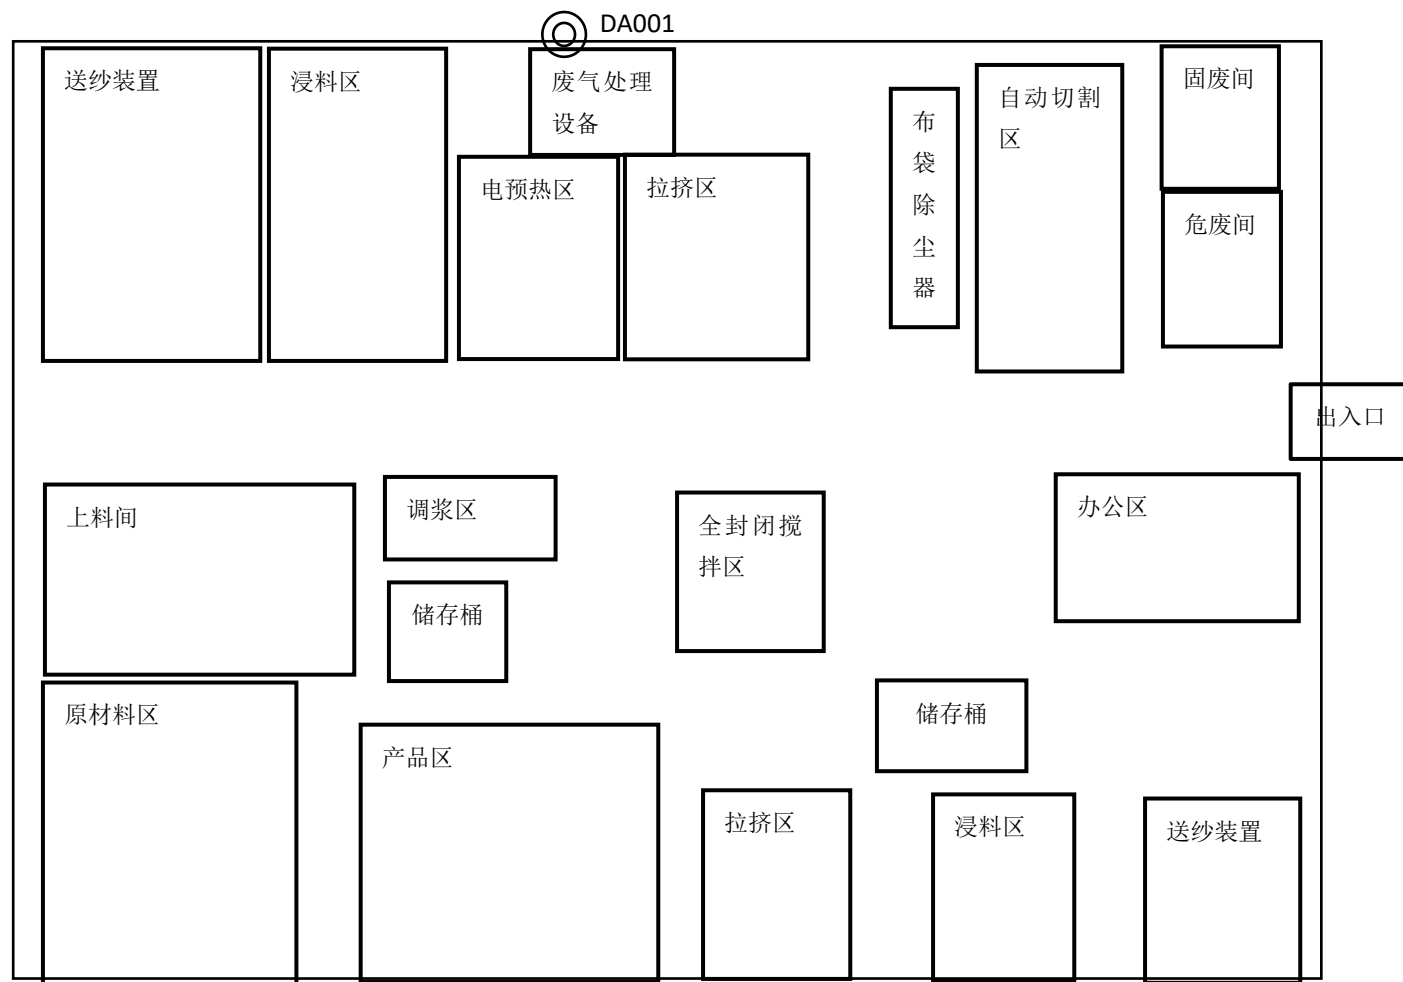 DA001
送纱装置
浸料区
废气处理
设备
电预热区
拉挤区
布
袋
除
尘
器
自动切割
区
固废间
危废间
出入口
上料间
调浆区
储存桶
全封闭搅
拌区
办公区
原材料区
产品区
储存桶
拉挤区
浸料区
送纱装置